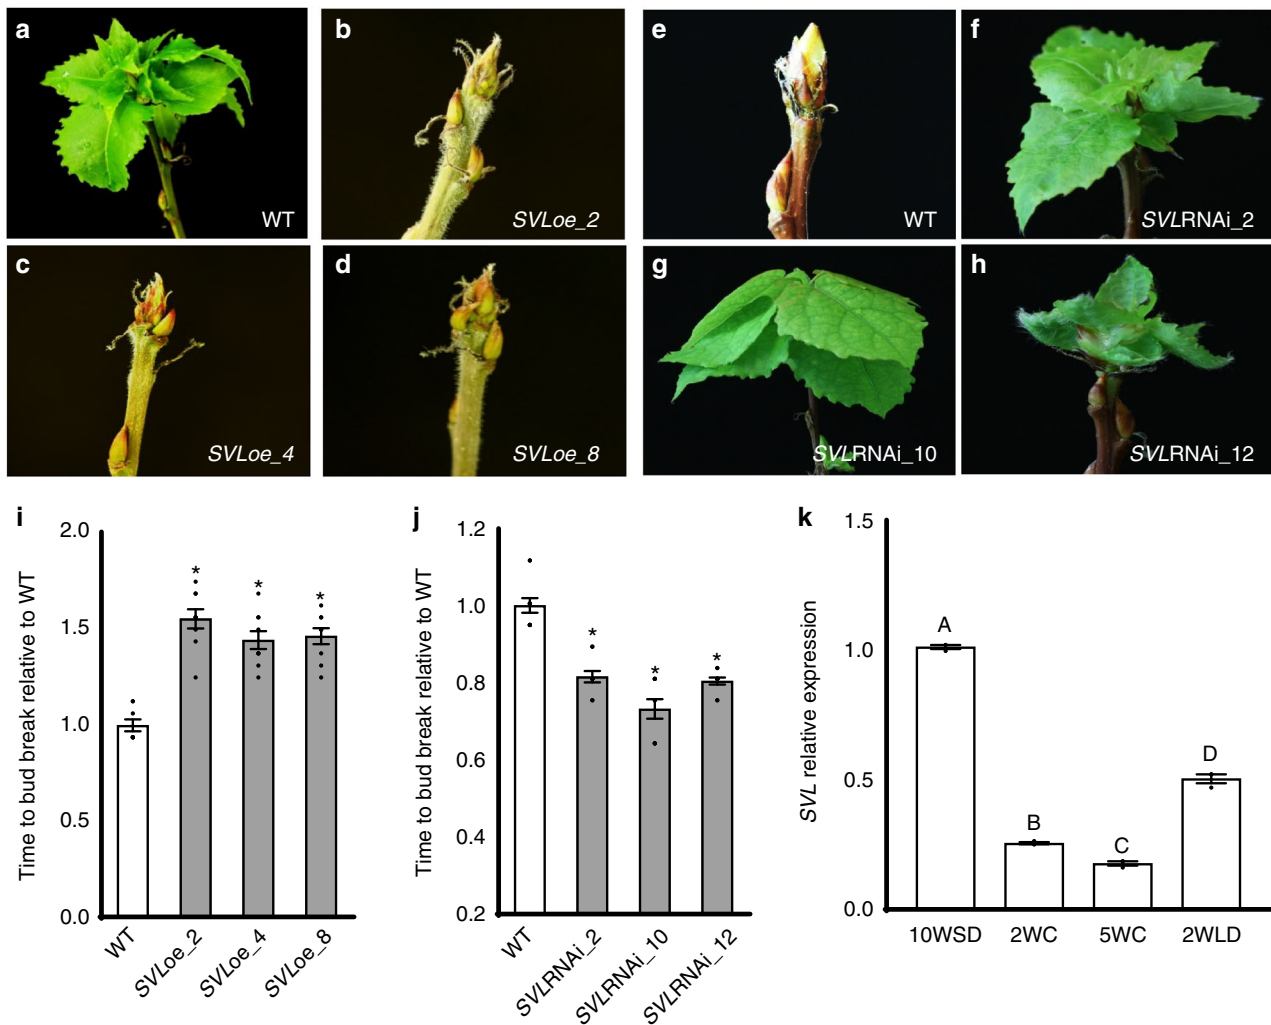 a
WT
b
SVLoe_2
e
WT
f
SVLRNAi_2
c
SVLoe_4
d
SVLoe_8
g
SVLRNAi_10
h
SVLRNAi_12
i
Time to bud break relative to WT
2.0
1.5
1.0
0.5
0.0
*
*
*
WT
SVLoe_2
SVLoe_4
SVLoe_8
j
Time to bud break relative to WT
1.2
1.0
0.8
0.6
0.4
0.2
*
*
*
WT
SVLRNAi_2
SVLRNAi_10
SVLRNAi_12
k
SVL relative expression
1.5
1.0
0.5
0.0
A
B
C
D
10WSD
2WC
5WC
2WLD